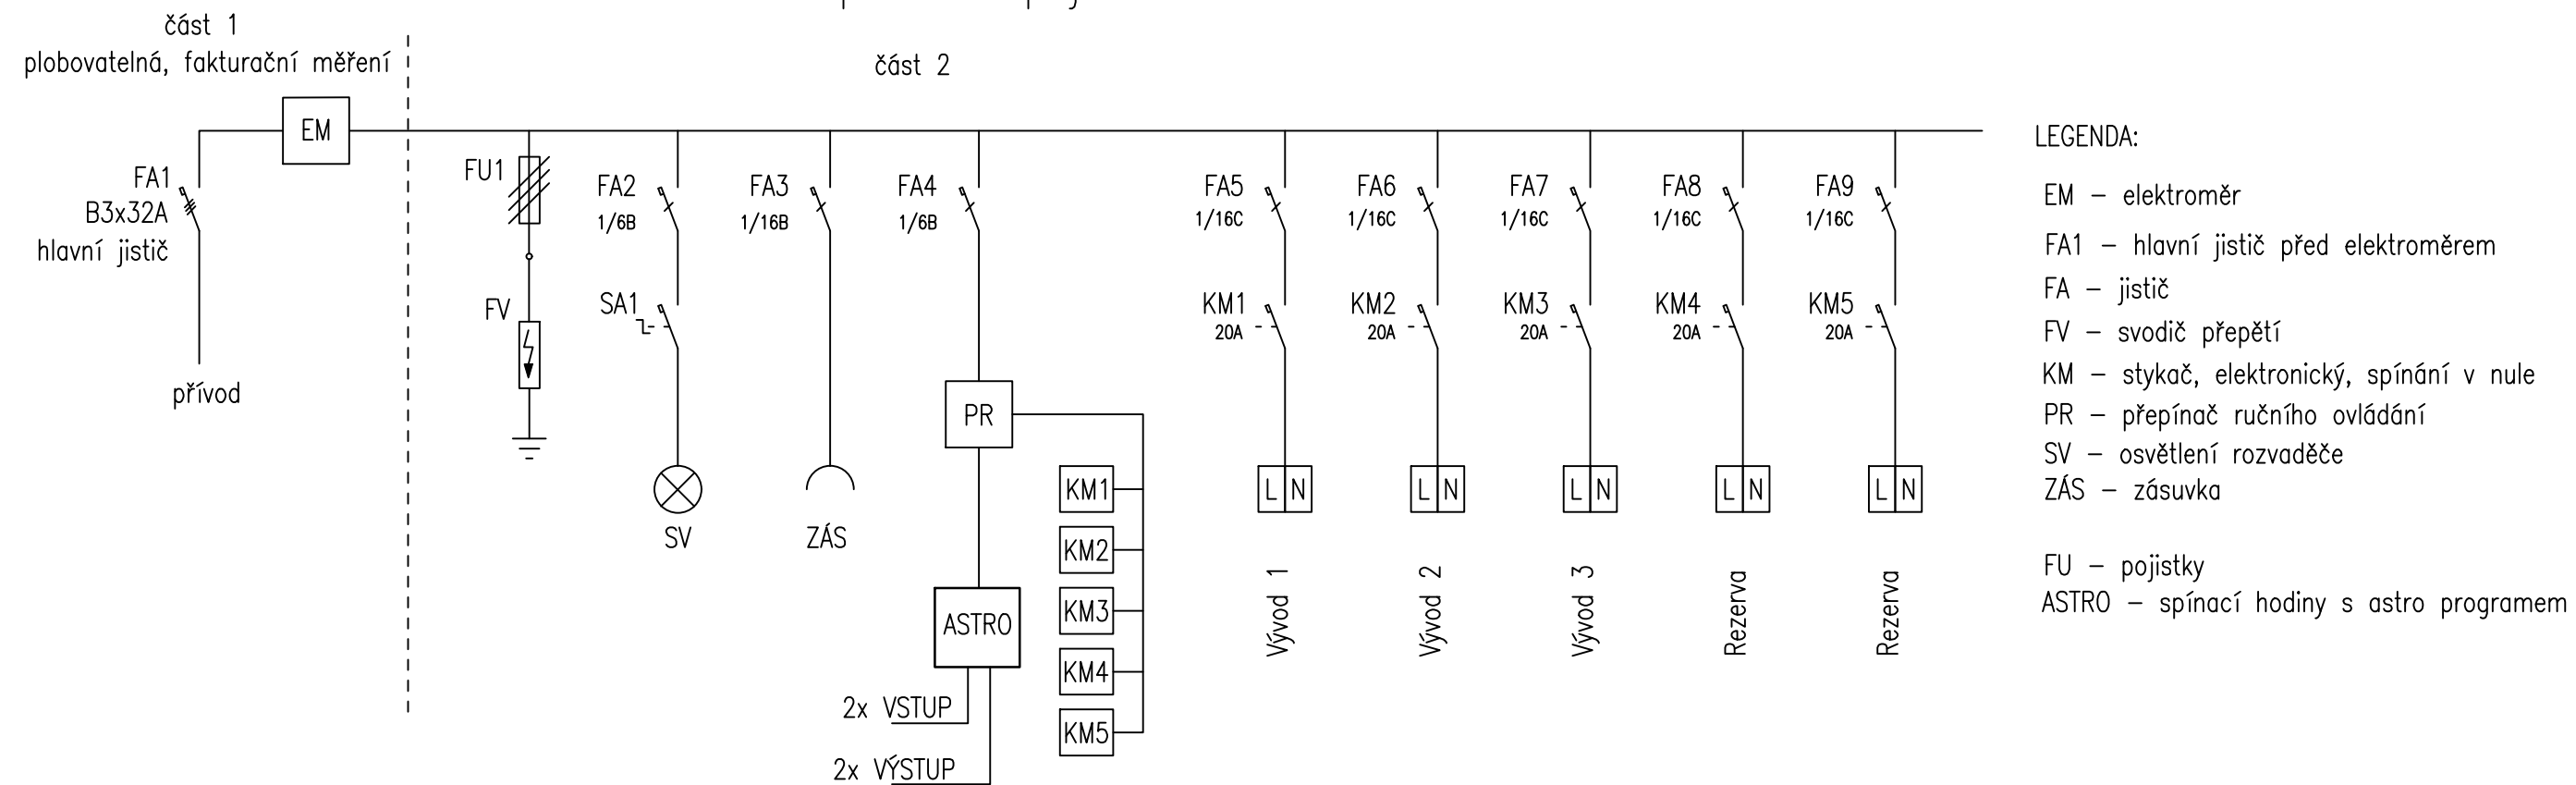 část 1
plobovatelná, fakturační měření
část 2
EM
FA1
B3x32A
hlavní jistič
přívod
FU1
FV
FA2
1/6B
SA1
SV
FA3
1/16B
ZÁS
FA4
1/6B
PR
ASTRO
2x VSTUP
2x VÝSTUP
KM1
KM2
KM3
KM4
KM5
FA5
1/16C
KM1
20A
L N
Vývod 1
FA6
1/16C
KM2
20A
L N
Vývod 2
FA7
1/16C
KM3
20A
L N
Vývod 3
FA8
1/16C
KM4
20A
L N
Rezerva
FA9
1/16C
KM5
20A
L N
Rezerva
LEGENDA:
EM – elektroměr
FA1 – hlavní jistič před elektroměrem
FA – jistič
FV – svodič přepětí
KM – stykač, elektronický, spínání v nule
PR – přepínač ručního ovládání
SV – osvětlení rozvaděče
ZÁS – zásuvka
FU – pojistky
ASTRO – spínací hodiny s astro programem